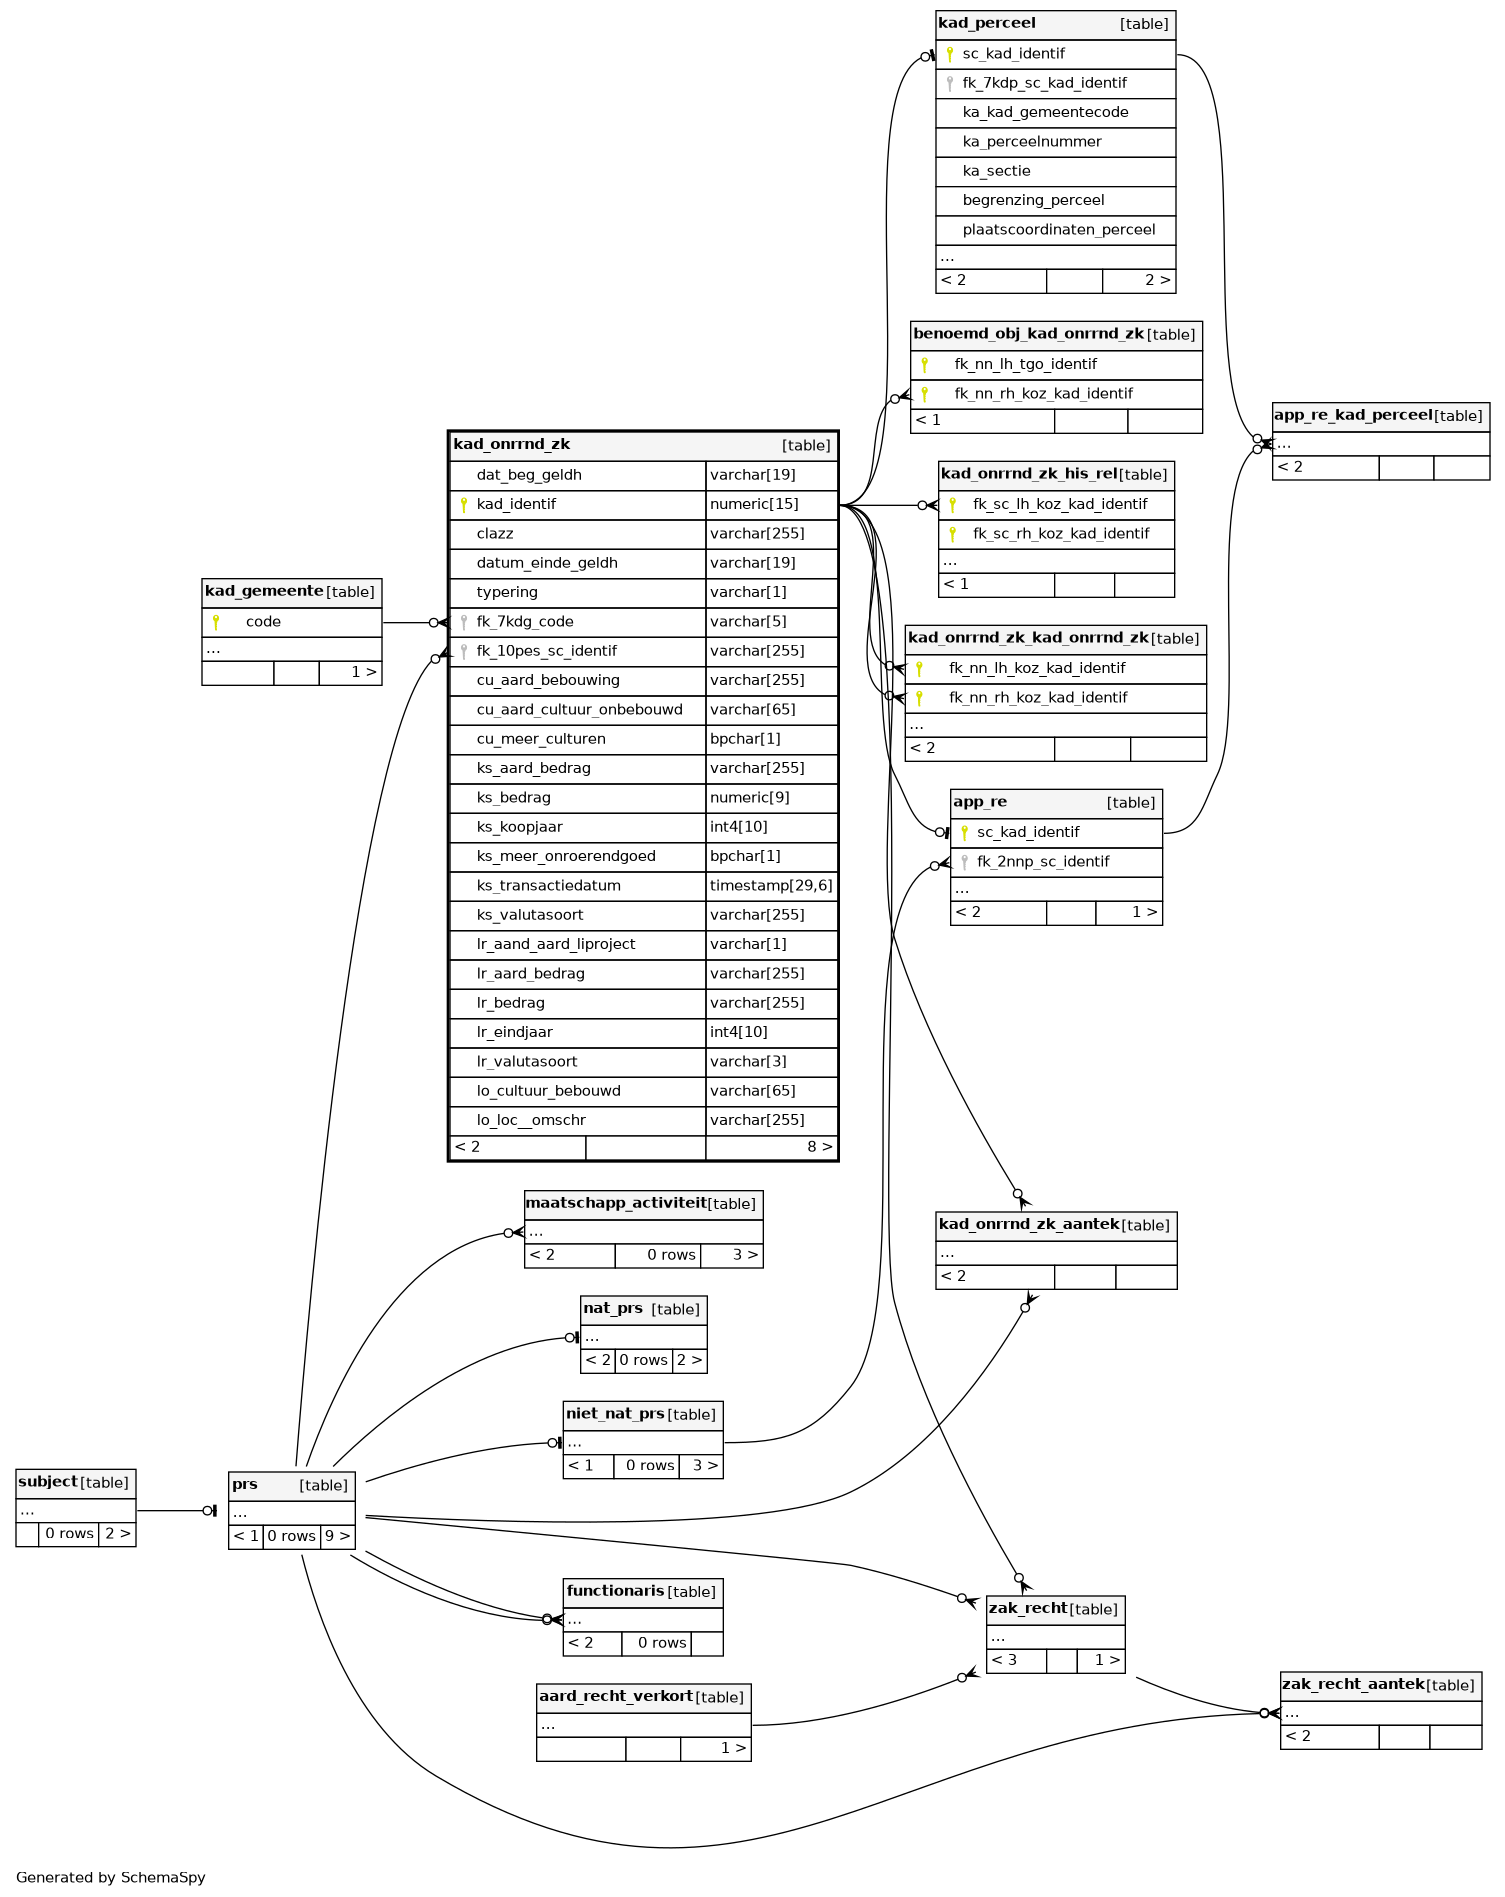 kad_perceel [table]
sc_kad_identif
fk_7kdp_sc_kad_identif
ka_kad_gemeentecode
ka_perceelnummer
ka_sectie
begrenzing_perceel
plaatscoordinaten_perceel
...
< 2 2 >
benoemd_obj_kad_onrrnd_zk [table]
fk_nn_lh_tgo_identif
fk_nn_rh_koz_kad_identif
< 1
app_re_kad_perceel [table]
...
< 2
kad_onrrnd_zk [table]
dat_beg_geldh varchar[19]
kad_identif numeric[15]
clazz varchar[255]
datum_einde_geldh varchar[19]
typering varchar[1]
fk_7kdg_code varchar[5]
fk_10pes_sc_identif varchar[255]
cu_aard_bebouwing varchar[255]
cu_aard_cultuur_onbebouwd varchar[65]
cu_meer_culturen bpchar[1]
ks_aard_bedrag varchar[255]
ks_bedrag numeric[9]
ks_koopjaar int4[10]
ks_meer_onroerendgoed bpchar[1]
ks_transactiedatum timestamp[29,6]
ks_valutasoort varchar[255]
lr_aand_aard_liproject varchar[1]
lr_aard_bedrag varchar[255]
lr_bedrag varchar[255]
lr_eindjaar int4[10]
lr_valutasoort varchar[3]
lo_cultuur_bebouwd varchar[65]
lo_loc__omschr varchar[255]
< 2 8 >
kad_onrrnd_zk_his_rel [table]
fk_sc_lh_koz_kad_identif
fk_sc_rh_koz_kad_identif
...
< 1
kad_gemeente [table]
code
...
1 >
kad_onrrnd_zk_kad_onrrnd_zk [table]
fk_nn_lh_koz_kad_identif
fk_nn_rh_koz_kad_identif
...
< 2
app_re [table]
sc_kad_identif
fk_2nnp_sc_identif
...
< 2 1 >
maatschapp_activiteit [table]
...
< 2 0 rows 3 >
kad_onrrnd_zk_aantek [table]
...
< 2
nat_prs [table]
...
< 2 0 rows 2 >
niet_nat_prs [table]
...
< 1 0 rows 3 >
subject [table]
...
0 rows 2 >
prs [table]
...
< 1 0 rows 9 >
functionaris [table]
...
< 2 0 rows
zak_recht [table]
...
< 3 1 >
aard_recht_verkort [table]
...
1 >
zak_recht_aantek [table]
...
< 2
Generated by SchemaSpy